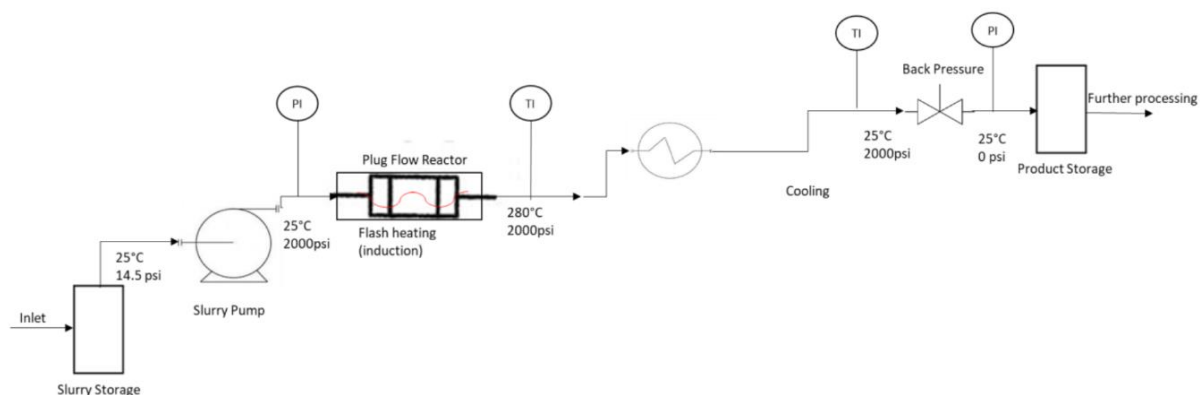 Inlet
Slurry Storage
25°C
14.5 psi
Slurry Pump
PI
25°C
2000psi
Plug Flow Reactor
Flash heating
(induction)
TI
280°C
2000psi
Cooling
TI
25°C
2000psi
Back Pressure
PI
25°C
0 psi
Product Storage
Further processing